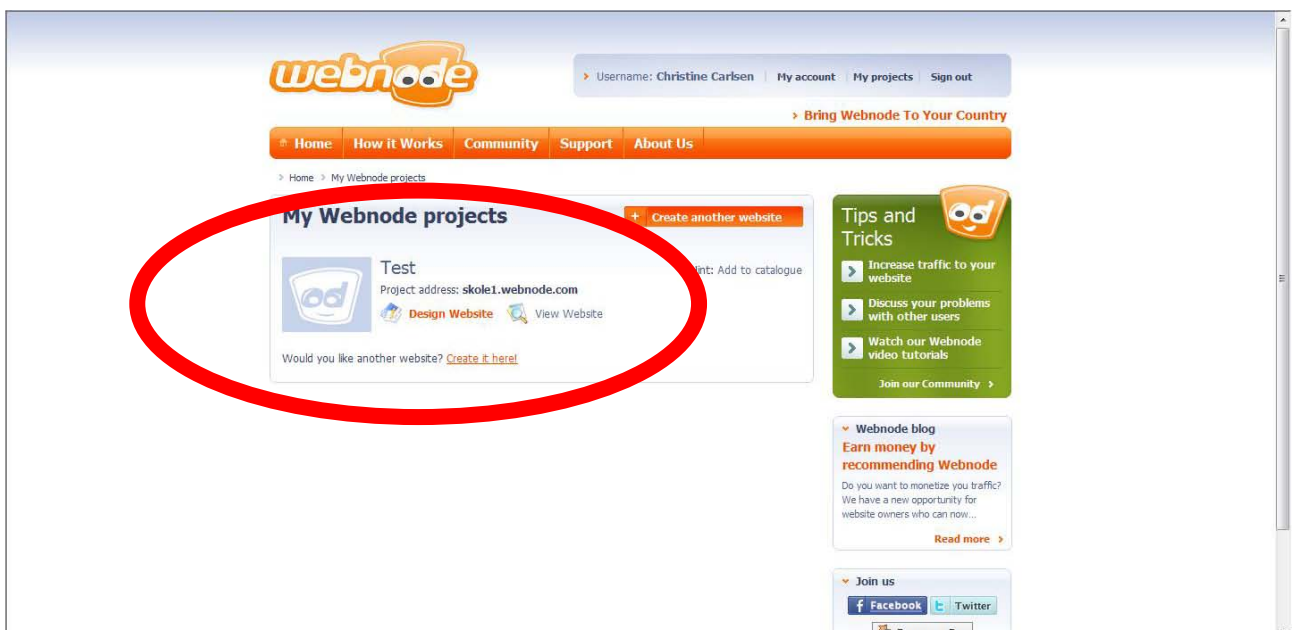 webnode
Username: Christine Carlsen My account My projects Sign out
Bring Webnode To Your Country
Home How it Works Community Support About Us
Home > My Webnode projects
My Webnode projects
+ Create another website
Test
Hint: Add to catalogue
Project address: skole1.webnode.com
Design Website View Website
Would you like another website? Create it here!
Tips and
Tricks
Increase traffic to your
website
Discuss your problems
with other users
Watch our Webnode
video tutorials
Join our Community >
Webnode blog
Earn money by
recommending Webnode
Do you want to monetize you traffic?
We have a new opportunity for
website owners who can now...
Read more >
Join us
Facebook Twitter